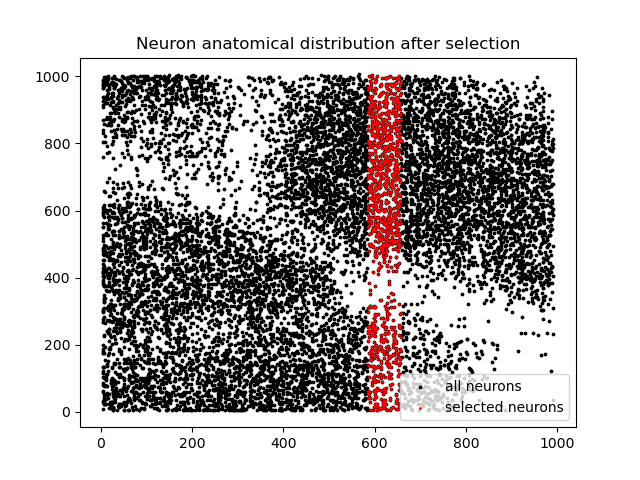 Neuron anatomical distribution after selection
1000
800
600
400
200
0
all neurons
selected neurons
0 200 400 600 800 1000